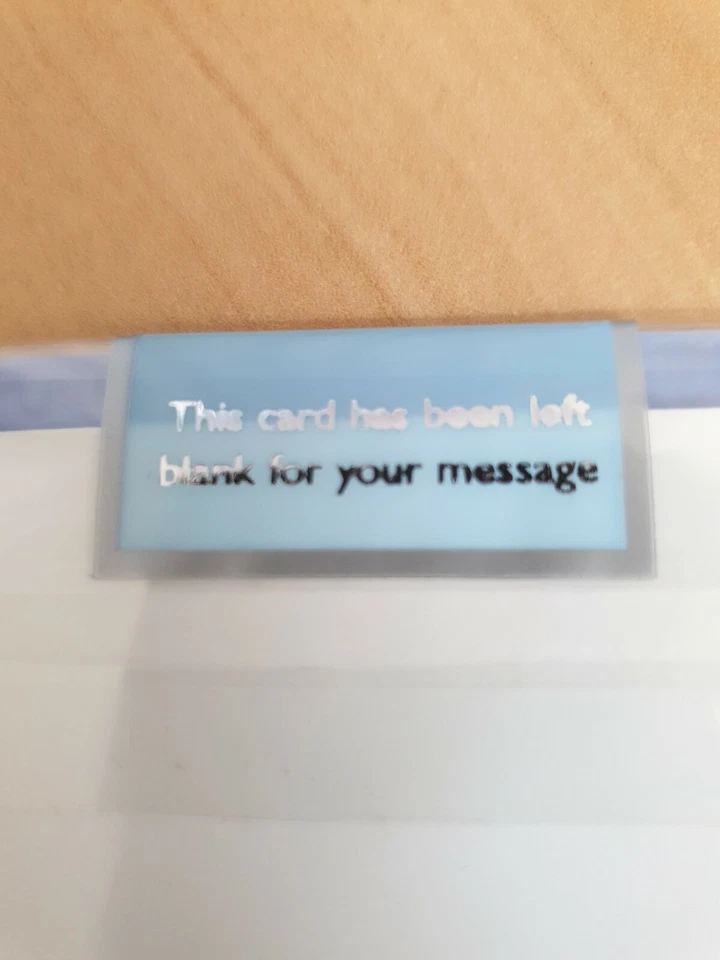 This card has been left
blank for your message